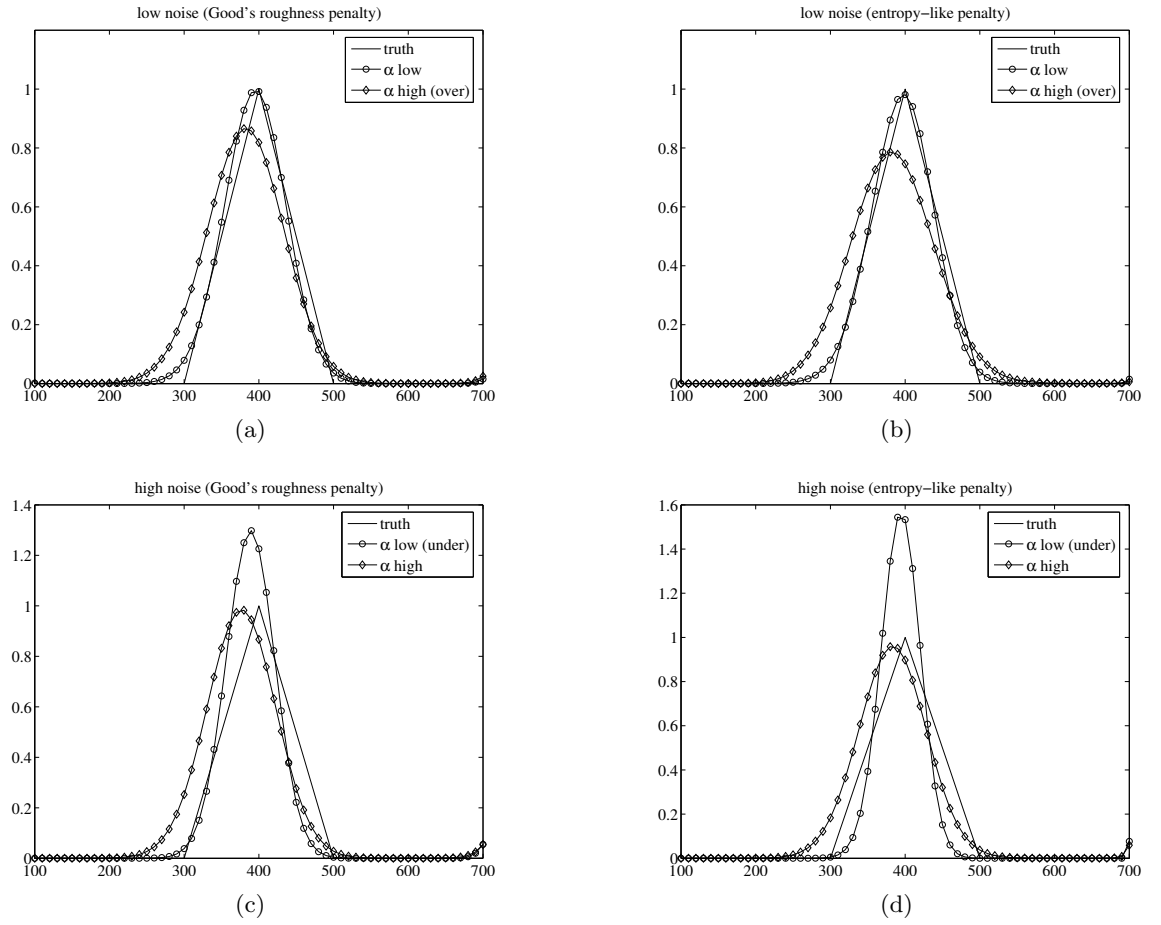 low noise (Good's roughness penalty)
truth
α low
α high (over)
1
0.8
0.6
0.4
0.2
0
100 200 300 400 500 600 700
(a)
low noise (entropy−like penalty)
truth
α low
α high (over)
1
0.8
0.6
0.4
0.2
0
100 200 300 400 500 600 700
(b)
high noise (Good's roughness penalty)
1.4
truth
α low (under)
α high
1.2
1
0.8
0.6
0.4
0.2
0
100 200 300 400 500 600 700
(c)
high noise (entropy−like penalty)
1.6
truth
α low (under)
α high
1.4
1.2
1
0.8
0.6
0.4
0.2
0
100 200 300 400 500 600 700
(d)